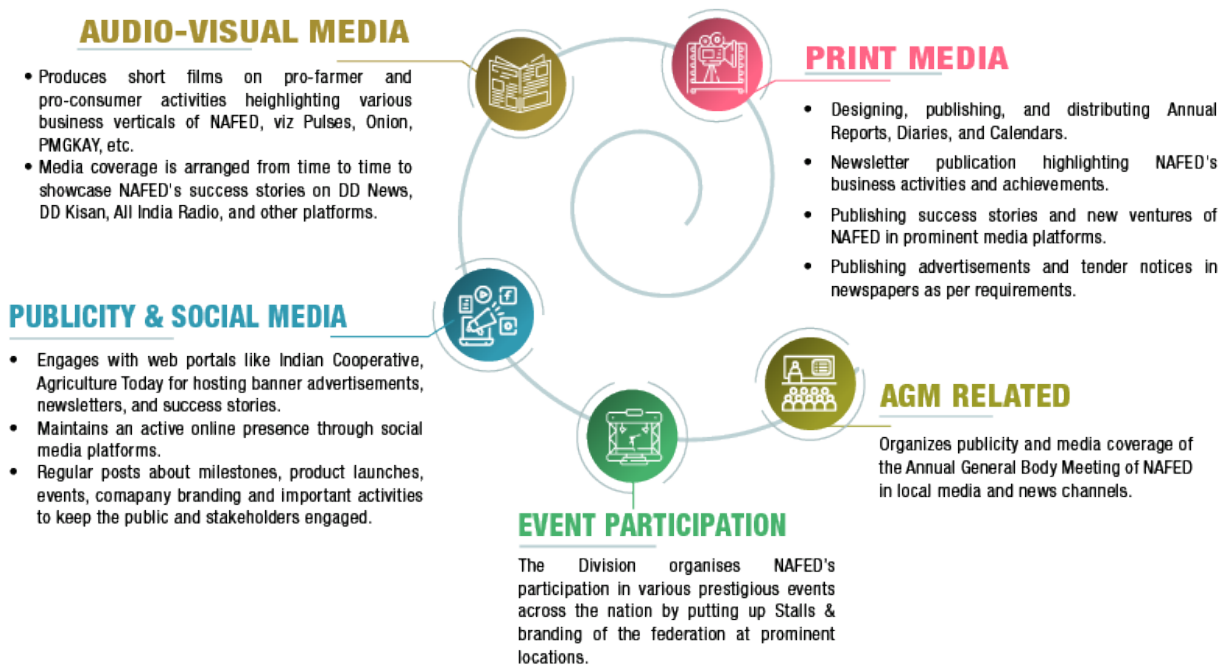 AUDIO-VISUAL MEDIA
• Produces short films on pro-farmer and
pro-consumer activities heighlighting various
business verticals of NAFED, viz Pulses, Onion,
PMGKAY, etc.
• Media coverage is arranged from time to time to
showcase NAFED's success stories on DD News,
DD Kisan, All India Radio, and other platforms.
PRINT MEDIA
• Designing, publishing, and distributing Annual
Reports, Diaries, and Calendars.
• Newsletter publication highlighting NAFED's
business activities and achievements.
• Publishing success stories and new ventures of
NAFED in prominent media platforms.
• Publishing advertisements and tender notices in
newspapers as per requirements.
PUBLICITY & SOCIAL MEDIA
• Engages with web portals like Indian Cooperative,
Agriculture Today for hosting banner advertisements,
newsletters, and success stories.
• Maintains an active online presence through social
media platforms.
• Regular posts about milestones, product launches,
events, comapany branding and important activities
to keep the public and stakeholders engaged.
AGM RELATED
Organizes publicity and media coverage of
the Annual General Body Meeting of NAFED
in local media and news channels.
EVENT PARTICIPATION
The Division organises NAFED's
participation in various prestigious events
across the nation by putting up Stalls &
branding of the federation at prominent
locations.